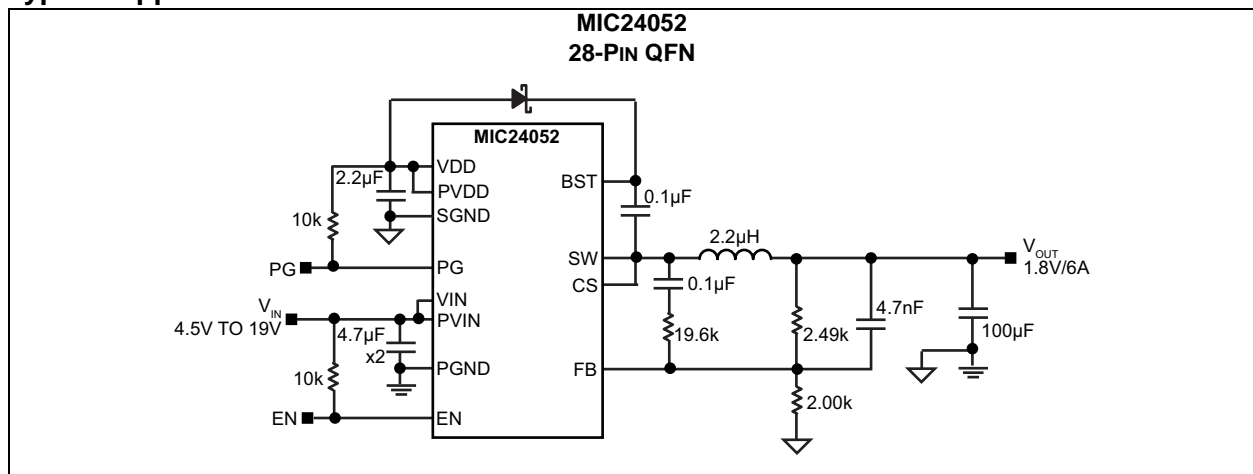 MIC24052
28-PIN QFN
MIC24052
VDD
2.2µF
PVDD
BST
0.1µF
SGND
10k
2.2µH
SW
VOUT
1.8V/6A
PG
PG
CS
0.1µF
VIN
VIN
4.5V TO 19V
PVIN
4.7µF
x2
19.6k
2.49k
4.7nF
100µF
PGND
FB
10k
2.00k
EN
EN